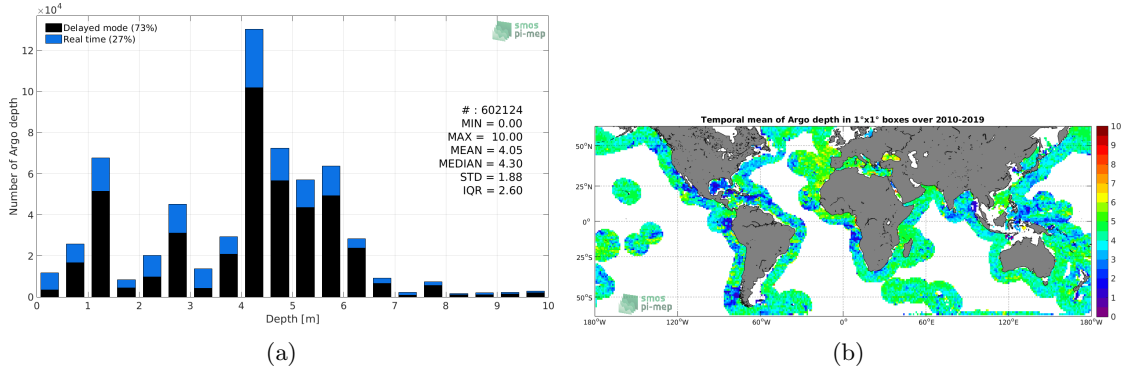 ×10⁴
Delayed mode (73%)
Real time (27%)
smos
pi-mep
12
10
8
6
4
2
0
Number of Argo depth
# : 602124
MIN = 0.00
MAX = 10.00
MEAN = 4.05
MEDIAN = 4.30
STD = 1.88
IQR = 2.60
0 1 2 3 4 5 6 7 8 9 10
Depth [m]
(a)
Temporal mean of Argo depth in 1°x1° boxes over 2010-2019
50°N
25°N
0°
25°S
50°S
180°W 120°W 60°W 0° 60°E 120°E 180°E
smos
pi-mep
10
9
8
7
6
5
4
3
2
1
0
(b)